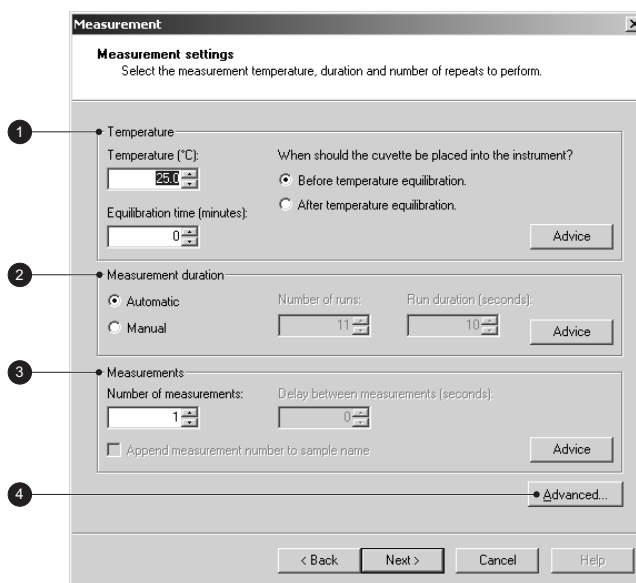 Measurement
Measurement settings
Select the measurement temperature, duration and number of repeats to perform.
1
Temperature
Temperature (°C):
When should the cuvette be placed into the instrument?
25.0
Before temperature equilibration.
After temperature equilibration.
Equilibration time (minutes):
0
Advice
2
Measurement duration
Automatic
Number of runs:
Run duration (seconds):
Manual
11
10
Advice
3
Measurements
Number of measurements:
Delay between measurements (seconds):
1
0
Append measurement number to sample name
Advice
4
Advanced...
< Back
Next >
Cancel
Help